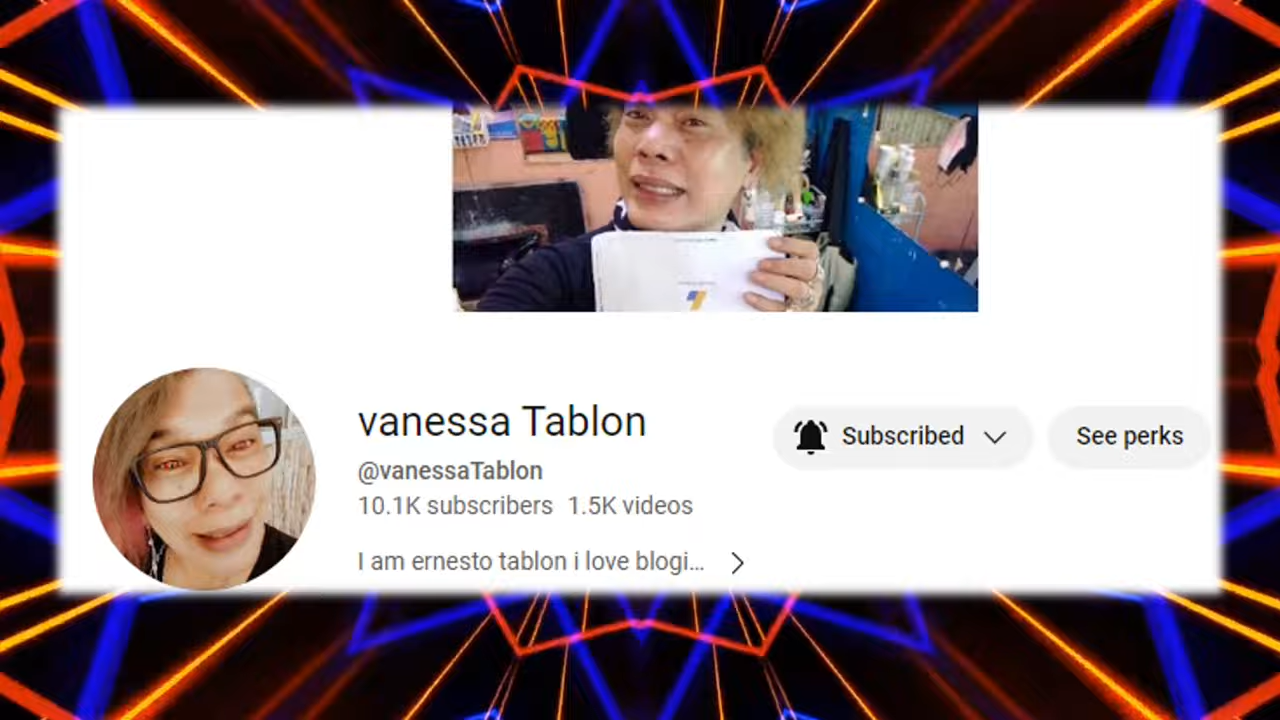 vanessa Tablon
Subscribed
See perks
@vanessaTablon
10.1K subscribers 1.5K videos
I am ernesto tablon i love blogi...